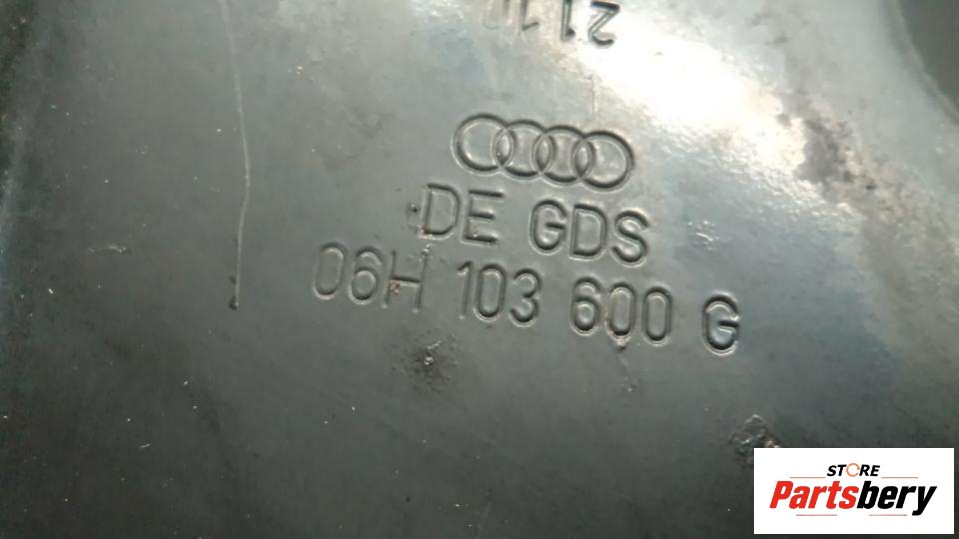 DE GDS
06H 103 600 G
STORE
Partsbery